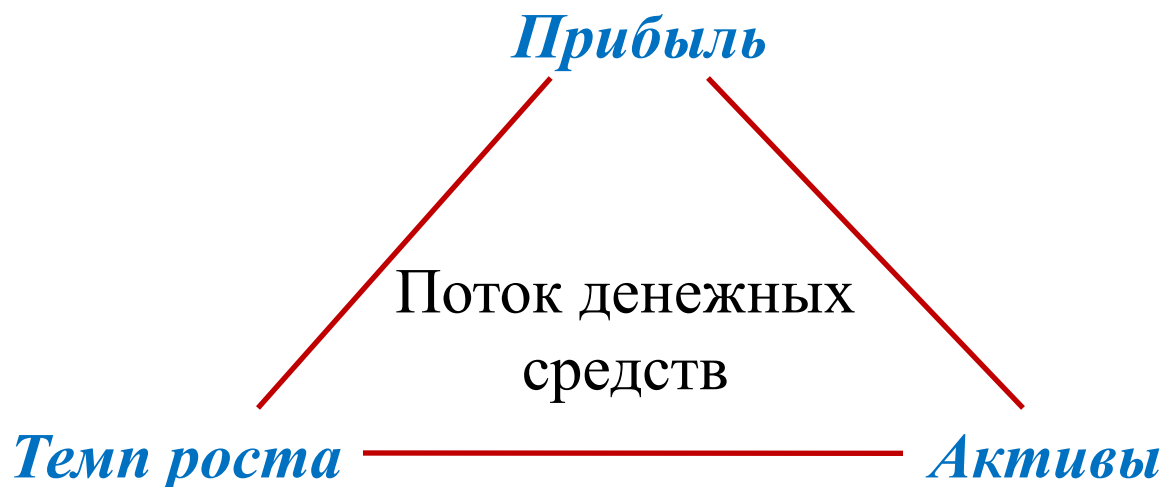 Прибыль
Поток денежных
средств
Темп роста
Активы